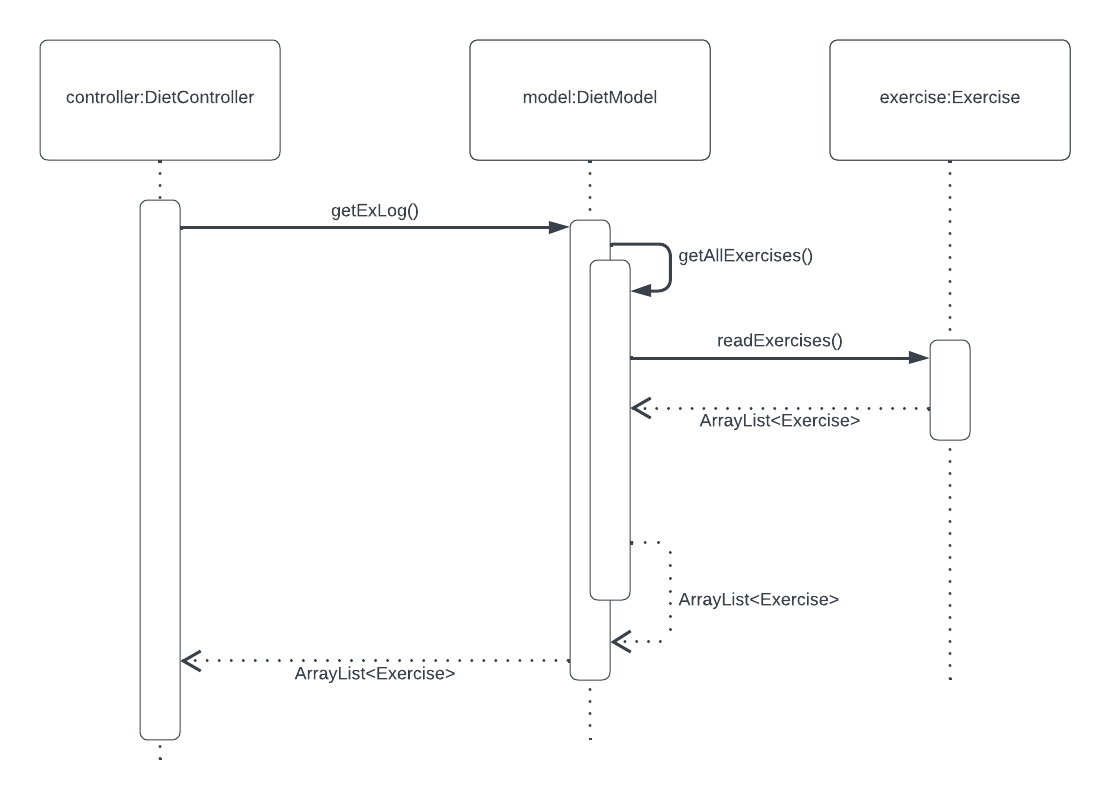 controller:DietController
model:DietModel
exercise:Exercise
getExLog()
getAllExercises()
readExercises()
ArrayList<Exercise>
ArrayList<Exercise>
ArrayList<Exercise>